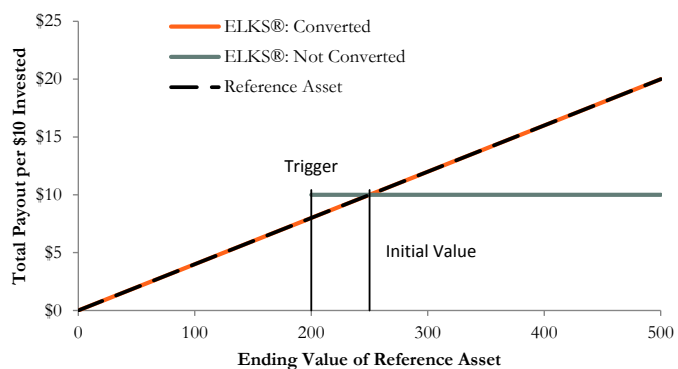 $25
$20
$15
$10
$5
$0
Total Payout per $10 Invested
ELKS®: Converted
ELKS®: Not Converted
Reference Asset
Trigger
Initial Value
0 100 200 300 400 500
Ending Value of Reference Asset